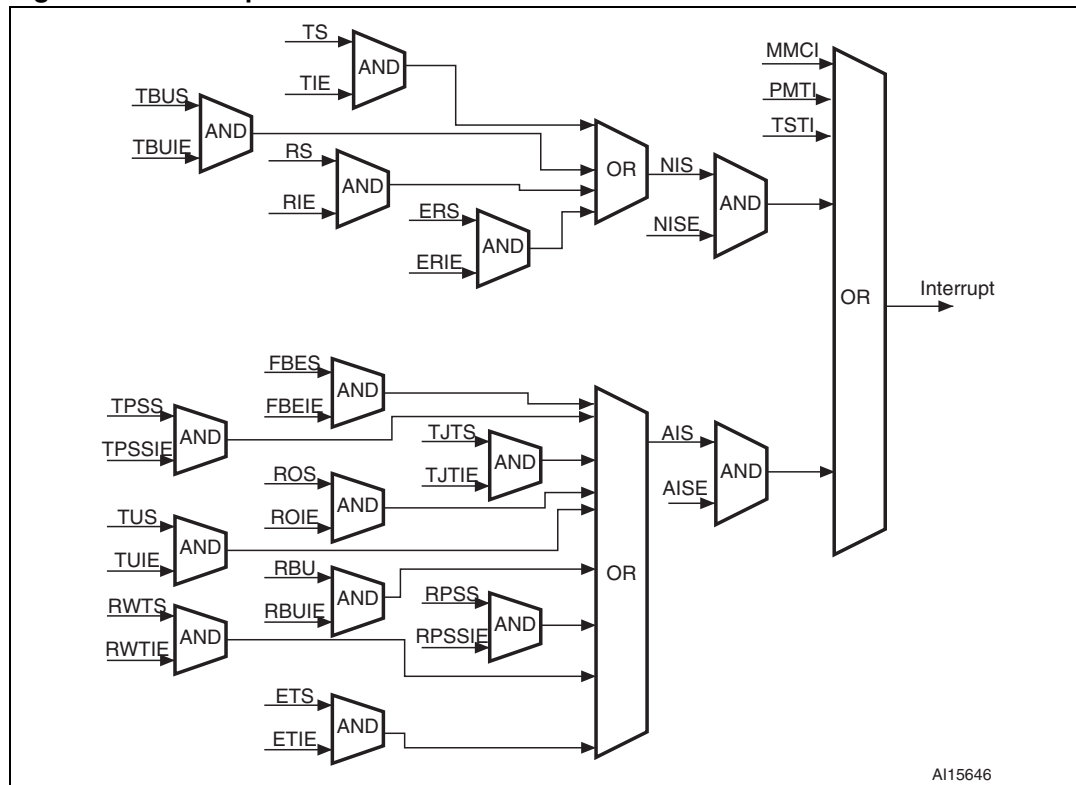 TS
AND
TIE
TBUS
AND
TBUIE
RS
AND
RIE
ERS
AND
ERIE
OR
NIS
AND
NISE
MMCI
PMTI
TSTI
OR
Interrupt
FBES
AND
FBEIE
TPSS
AND
TPSSIE
TJTS
AND
TJTIE
ROS
AND
ROIE
TUS
AND
TUIE
RBU
AND
RBUIE
RPSS
AND
RPSSIE
RWTS
AND
RWTIE
ETS
AND
ETIE
OR
AIS
AND
AISE
AI15646